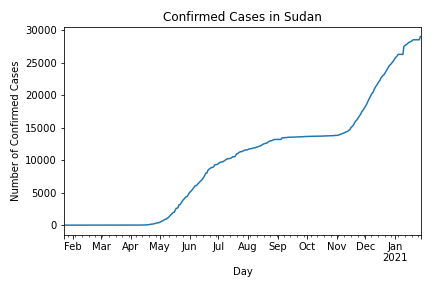 Confirmed Cases in Sudan
30000
25000
20000
15000
10000
5000
0
Number of Confirmed Cases
Feb Mar Apr May Jun Jul Aug Sep Oct Nov Dec Jan
2021
Day